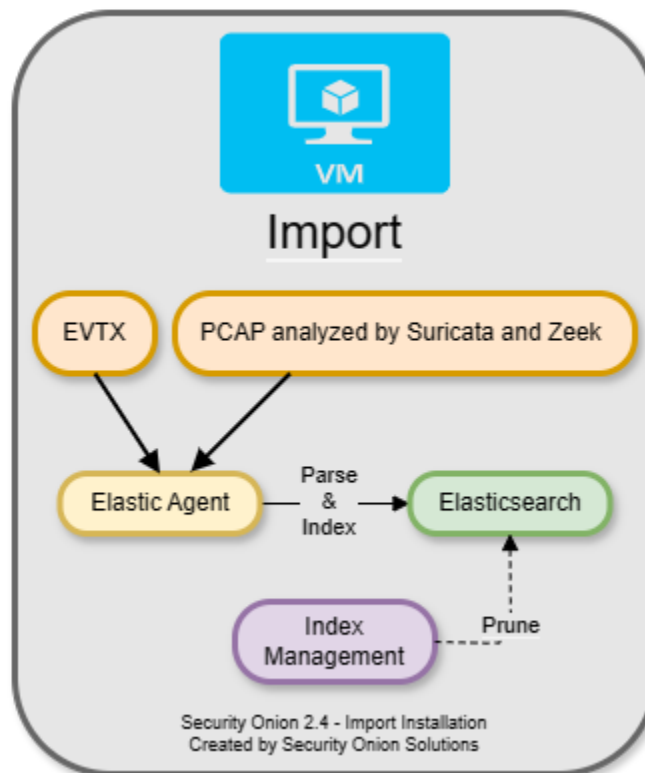 VM
Import
EVTX
PCAP analyzed by Suricata and Zeek
Elastic Agent
Parse
&
Index
Elasticsearch
Index
Management
Prune
Security Onion 2.4 - Import Installation
Created by Security Onion Solutions